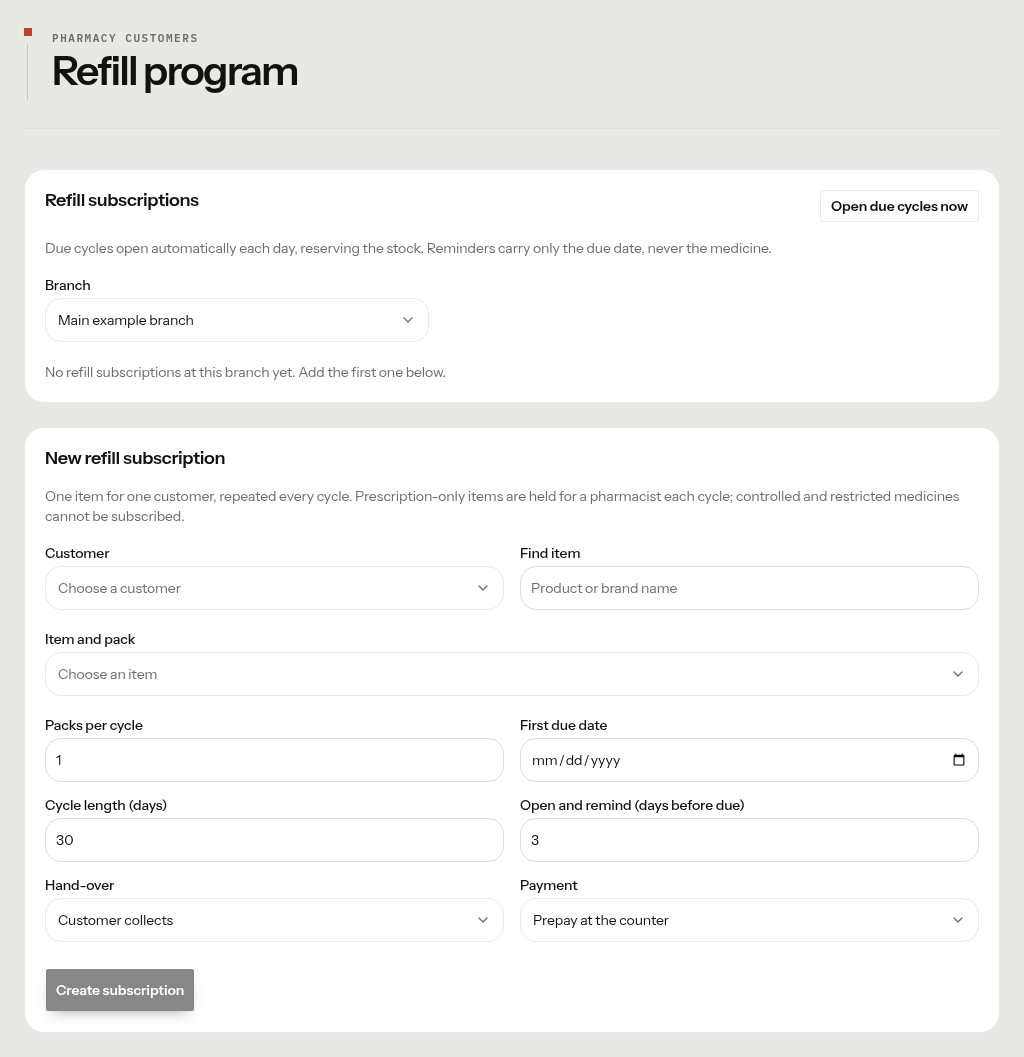 PHARMACY CUSTOMERS
Refill program
Refill subscriptions
Open due cycles now
Due cycles open automatically each day, reserving the stock. Reminders carry only the due date, never the medicine.
Branch
Main example branch
No refill subscriptions at this branch yet. Add the first one below.
New refill subscription
One item for one customer, repeated every cycle. Prescription-only items are held for a pharmacist each cycle; controlled and restricted medicines
cannot be subscribed.
Customer
Find item
Choose a customer
Product or brand name
Item and pack
Choose an item
Packs per cycle
First due date
1
mm/dd/yyyy
Cycle length (days)
Open and remind (days before due)
30
3
Hand-over
Payment
Customer collects
Prepay at the counter
Create subscription